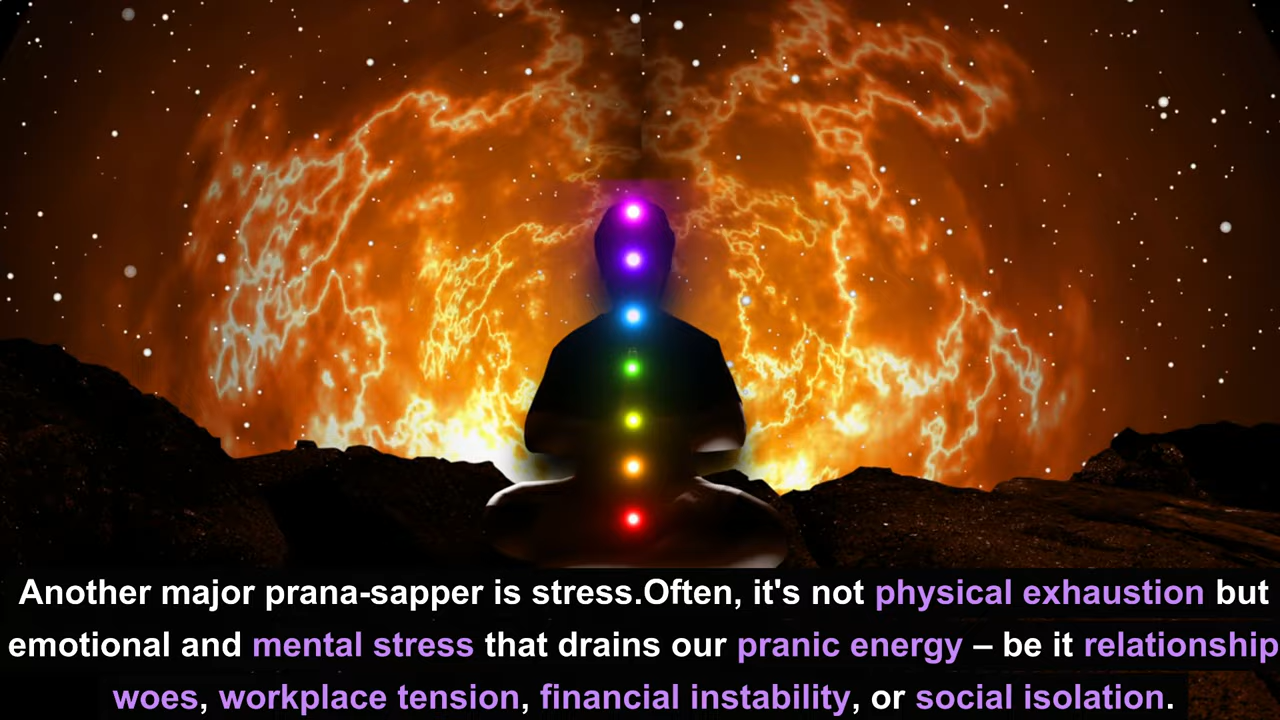 Another major prana-sapper is stress.Often, it's not physical exhaustion but
emotional and mental stress that drains our pranic energy – be it relationship
woes, workplace tension, financial instability, or social isolation.